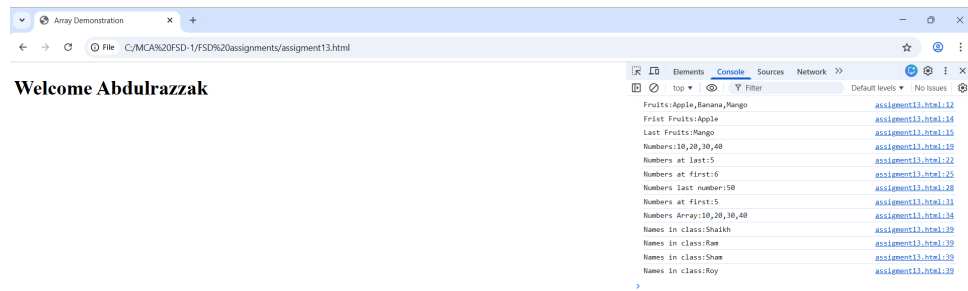 Array Demonstration
File C:/MCA%20FSD-1/FSD%20assignments/assigment13.html
Welcome Abdulrazzak
Elements Console Sources Network
top Filter Default levels No Issues
Fruits:Apple,Banana,Mango assigment13.html:12
Frist Fruits:Apple assigment13.html:14
Last Fruits:Mango assigment13.html:15
Numbers:10,20,30,40 assigment13.html:19
Numbers at last:5 assigment13.html:22
Numbers at first:6 assigment13.html:25
Numbers last number:50 assigment13.html:28
Numbers at first:5 assigment13.html:31
Numbers Array:10,20,30,40 assigment13.html:34
Names in class:Shaikh assigment13.html:39
Names in class:Ram assigment13.html:39
Names in class:Sham assigment13.html:39
Names in class:Roy assigment13.html:39